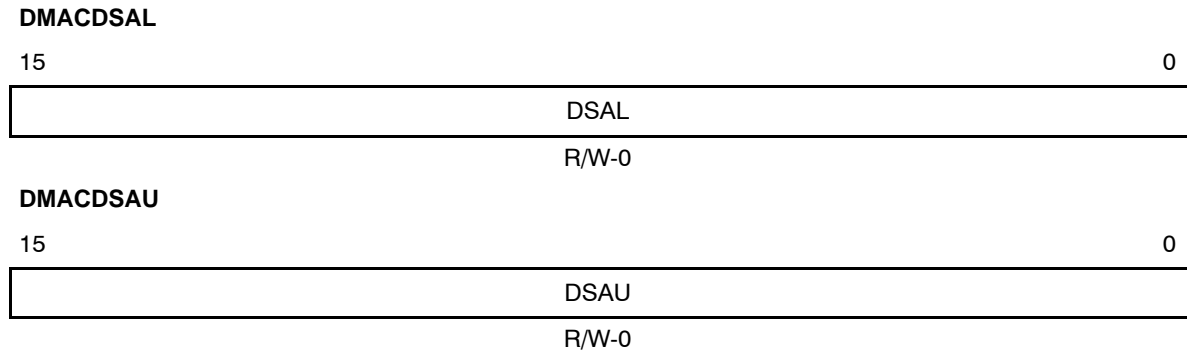 DMACDSAL
15 0
DSAL
R/W-0
DMACDSAU
15 0
DSAU
R/W-0